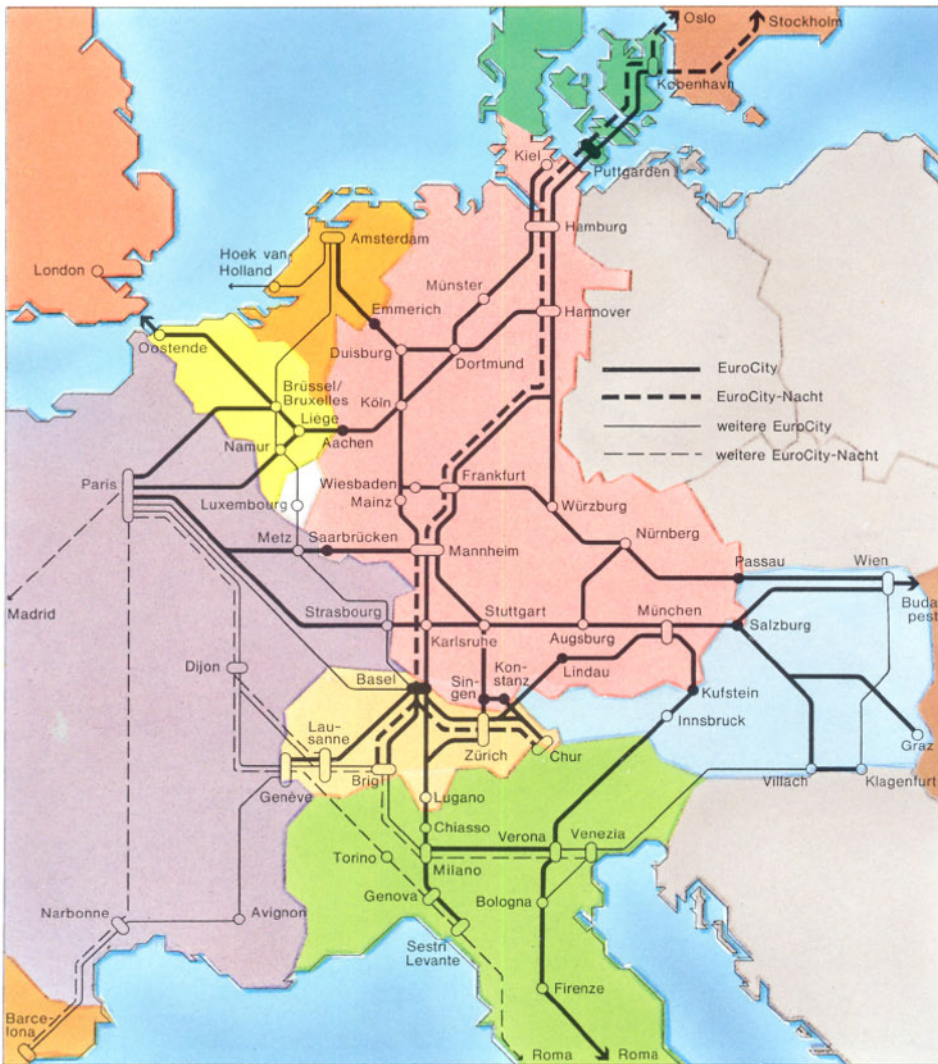 Oslo
Stockholm
København
Kiel
Puttgarden
Amsterdam
Hamburg
Hoek van
Holland
London
Münster
Emmerich
Hannover
Oostende
Duisburg
Dortmund
EuroCity
Brüssel/
Bruxelles
Köln
EuroCity-Nacht
Liége
Aachen
weitere EuroCity
Namur
weitere EuroCity-Nacht
Paris
Wiesbaden
Frankfurt
Mainz
Luxembourg
Würzburg
Nürnberg
Metz
Saarbrücken
Mannheim
Passau
Wien
Madrid
Buda
pest
Strasbourg
Stuttgart
München
Karlsruhe
Augsburg
Salzburg
Dijon
Basel
Kon-
stanz
Sin-
gen
Lindau
Kufstein
Lau-
sanne
Innsbruck
Zürich
Chur
Graz
Genève
Brig
Villach
Klagenfurt
Lugano
Chiasso
Verona
Venezia
Torino
Milano
Genova
Bologna
Narbonne
Avignon
Sestri
Levante
Firenze
Barce-
lona
Roma
Roma